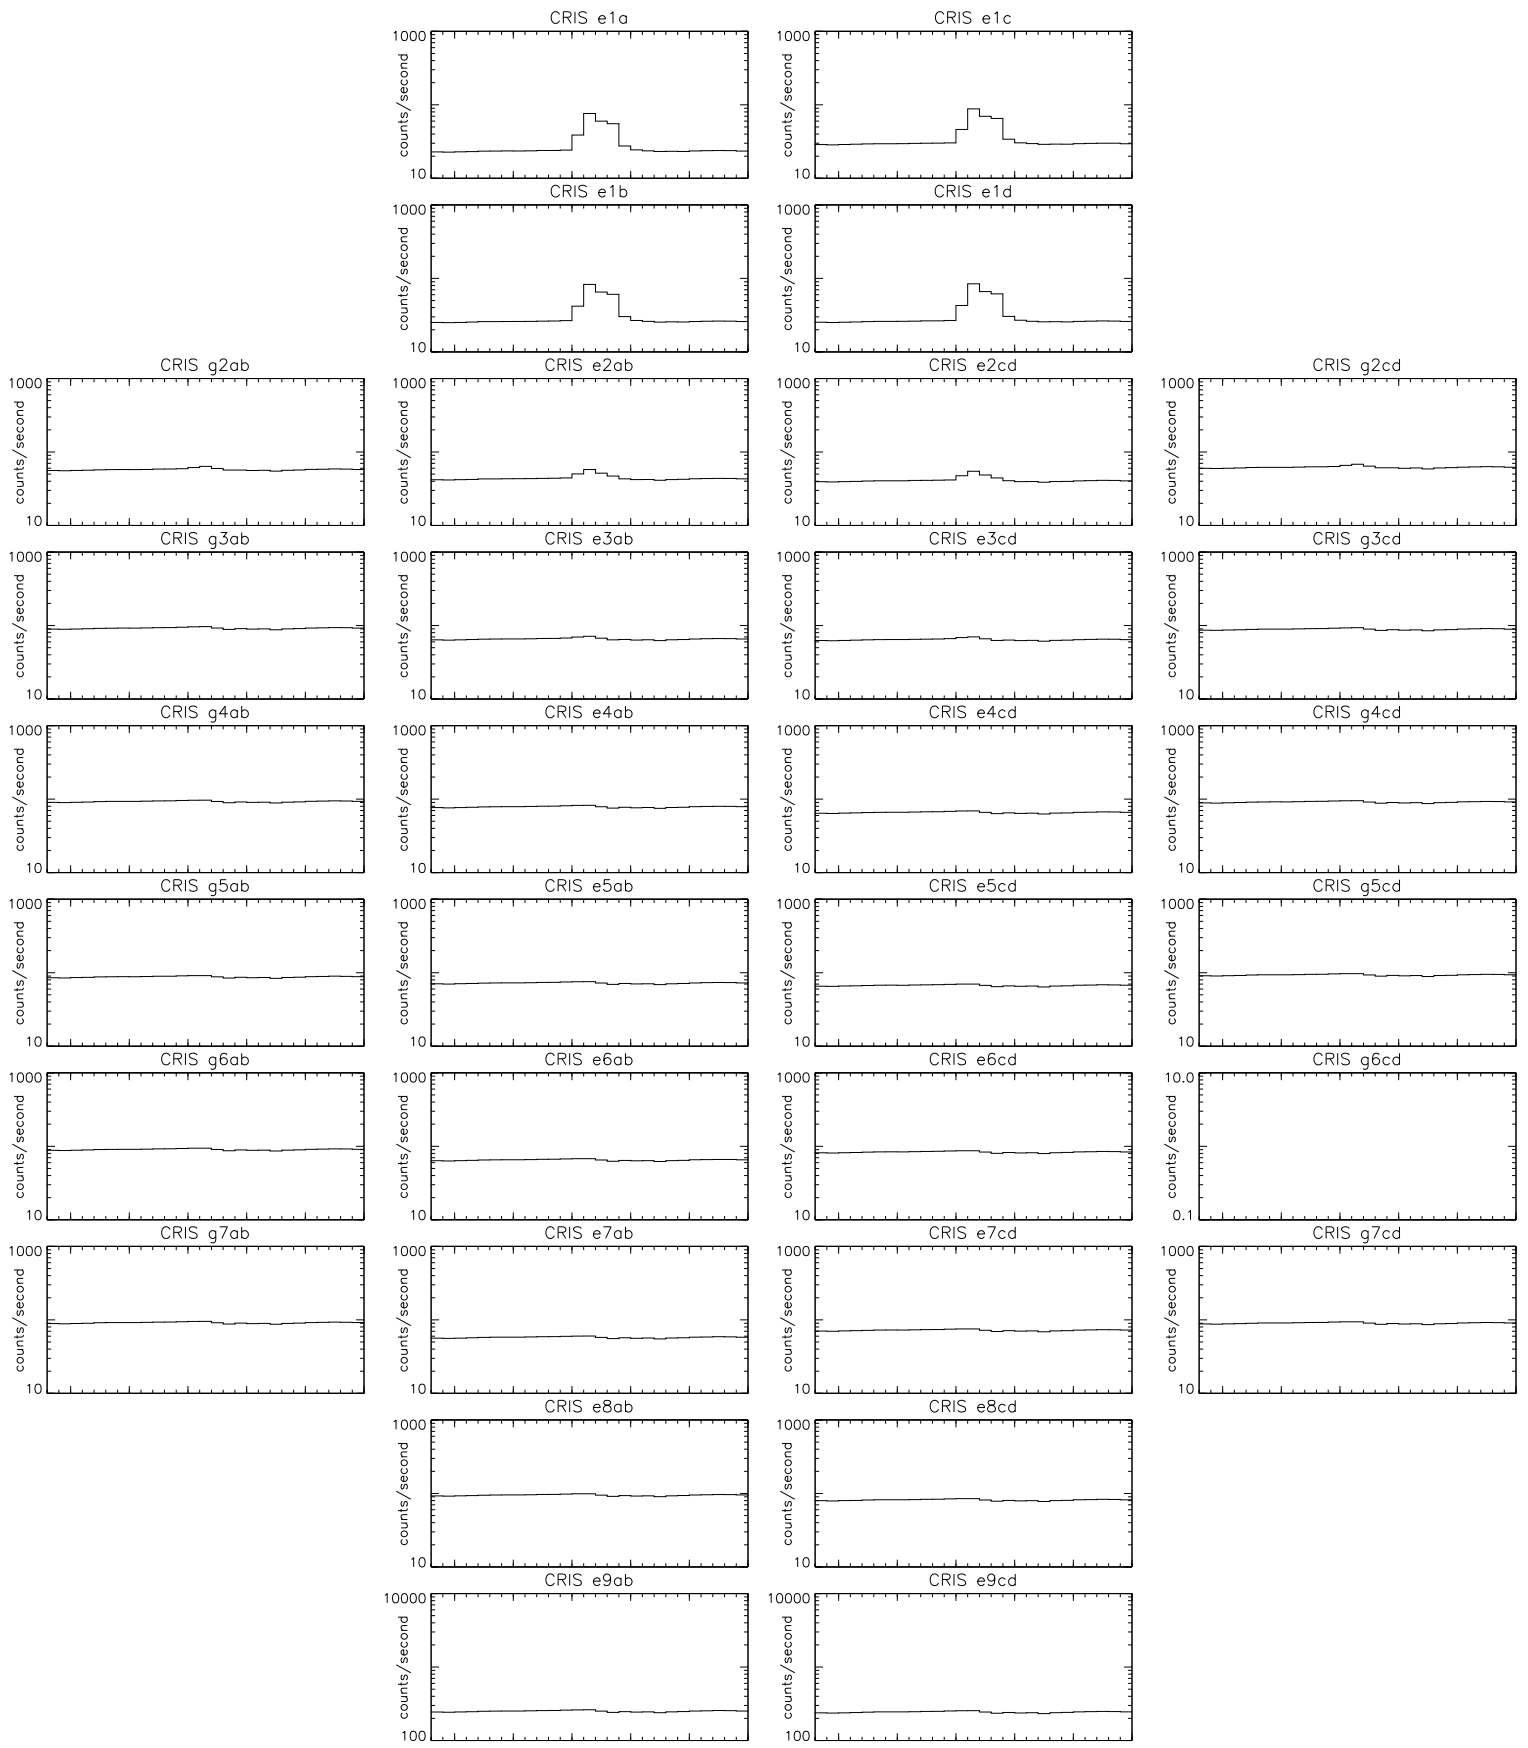 CRIS e1a CRIS e1c
1000 1000
counts/second counts/second
10 10
CRIS e1b CRIS e1d
1000 1000
counts/second counts/second
10 10
CRIS g2ab CRIS e2ab CRIS e2cd CRIS g2cd
1000 1000 1000 1000
counts/second counts/second counts/second counts/second
10 10 10 10
CRIS g3ab CRIS e3ab CRIS e3cd CRIS g3cd
1000 1000 1000 1000
counts/second counts/second counts/second counts/second
10 10 10 10
CRIS g4ab CRIS e4ab CRIS e4cd CRIS g4cd
1000 1000 1000 1000
counts/second counts/second counts/second counts/second
10 10 10 10
CRIS g5ab CRIS e5ab CRIS e5cd CRIS g5cd
1000 1000 1000 1000
counts/second counts/second counts/second counts/second
10 10 10 10
CRIS g6ab CRIS e6ab CRIS e6cd CRIS g6cd
1000 1000 1000 10.0
counts/second counts/second counts/second counts/second
10 10 10 0.1
CRIS g7ab CRIS e7ab CRIS e7cd CRIS g7cd
1000 1000 1000 1000
counts/second counts/second counts/second counts/second
10 10 10 10
CRIS e8ab CRIS e8cd
1000 1000
counts/second counts/second
10 10
CRIS e9ab CRIS e9cd
10000 10000
counts/second counts/second
100 100